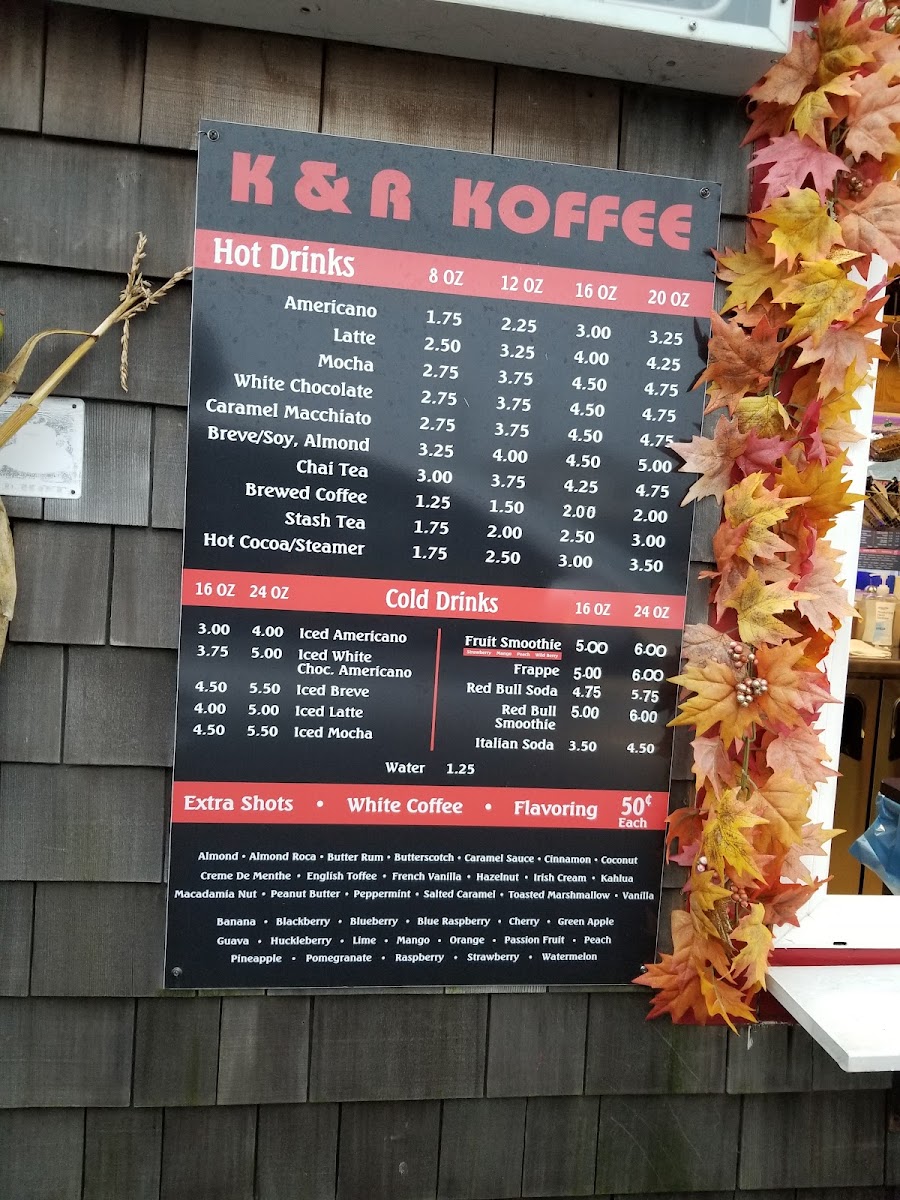 K & R KOFFEE
Hot Drinks 8 OZ 12 OZ 16 OZ 20 OZ
Americano 1.75 2.25 3.00 3.25
Latte 2.50 3.25 4.00 4.25
Mocha 2.75 3.75 4.50 4.75
White Chocolate 2.75 3.75 4.50 4.75
Caramel Macchiato 2.75 3.75 4.50 4.75
Breve/Soy, Almond 3.25 4.00 4.50 5.00
Chai Tea 3.00 3.75 4.25 4.75
Brewed Coffee 1.25 1.50 2.00 2.00
Stash Tea 1.75 2.00 2.50 3.00
Hot Cocoa/Steamer 1.75 2.50 3.00 3.50
16 OZ 24 OZ Cold Drinks 16 OZ 24 OZ
3.00 4.00 Iced Americano
3.75 5.00 Iced White
Choc. Americano
4.50 5.50 Iced Breve
4.00 5.00 Iced Latte
4.50 5.50 Iced Mocha
Fruit Smoothie 5.00 6.00
Strawberry Mango Peach Wild Berry
Frappe 5.00 6.00
Red Bull Soda 4.75 5.75
Red Bull 5.00 6.00
Smoothie
Italian Soda 3.50 4.50
Water 1.25
Extra Shots • White Coffee • Flavoring 50¢
Each
Almond • Almond Roca • Butter Rum • Butterscotch • Caramel Sauce • Cinnamon • Coconut
Creme De Menthe • English Toffee • French Vanilla • Hazelnut • Irish Cream • Kahlua
Macadamia Nut • Peanut Butter • Peppermint • Salted Caramel • Toasted Marshmallow • Vanilla
Banana • Blackberry • Blueberry • Blue Raspberry • Cherry • Green Apple
Guava • Huckleberry • Lime • Mango • Orange • Passion Fruit • Peach
Pineapple • Pomegranate • Raspberry • Strawberry • Watermelon